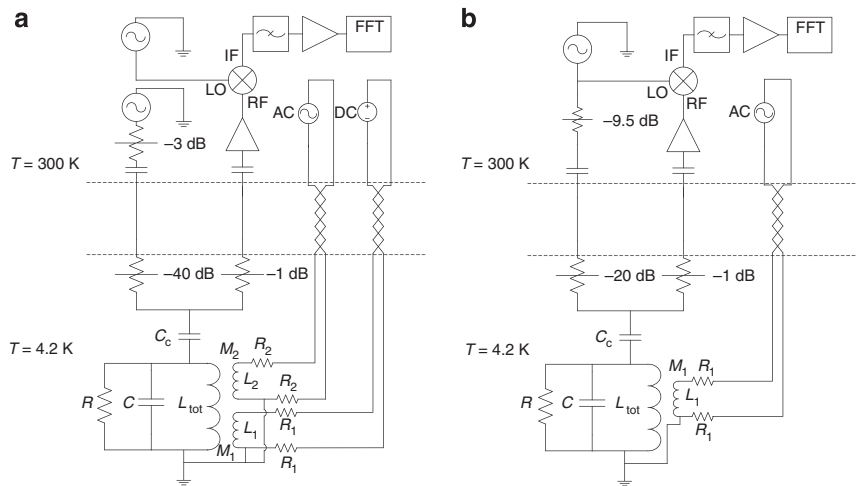 a
FFT
IF
LO
RF
AC
DC
–3 dB
T = 300 K
–40 dB
–1 dB
C_c
T = 4.2 K
M_2
R_2
L_2
R_2
R
C
L_tot
L_1
R_1
M_1
R_1
b
FFT
IF
LO
RF
AC
–9.5 dB
T = 300 K
–20 dB
–1 dB
C_c
T = 4.2 K
M_1
R_1
L_1
R
C
L_tot
R_1